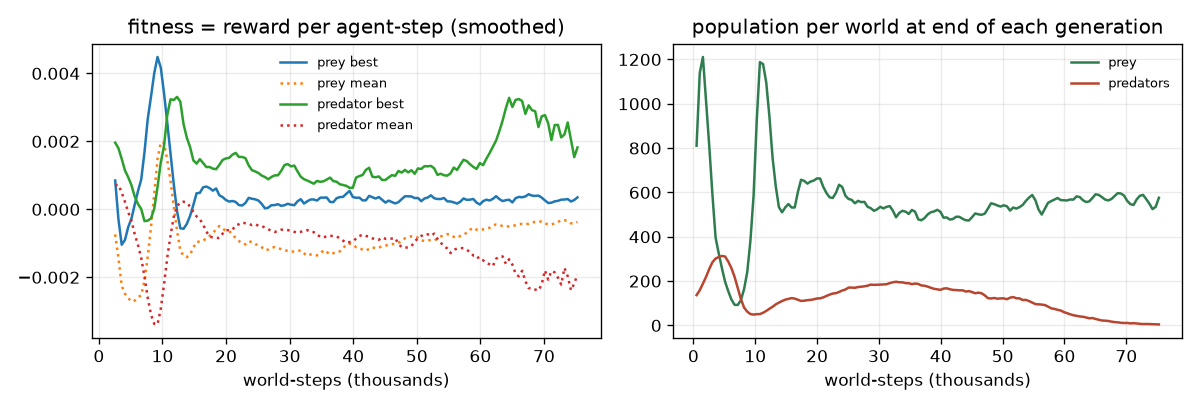 fitness = reward per agent-step (smoothed)
0.004
0.002
0.000
−0.002
prey best
prey mean
predator best
predator mean
0 10 20 30 40 50 60 70
world-steps (thousands)
population per world at end of each generation
1200
1000
800
600
400
200
0
prey
predators
0 10 20 30 40 50 60 70
world-steps (thousands)